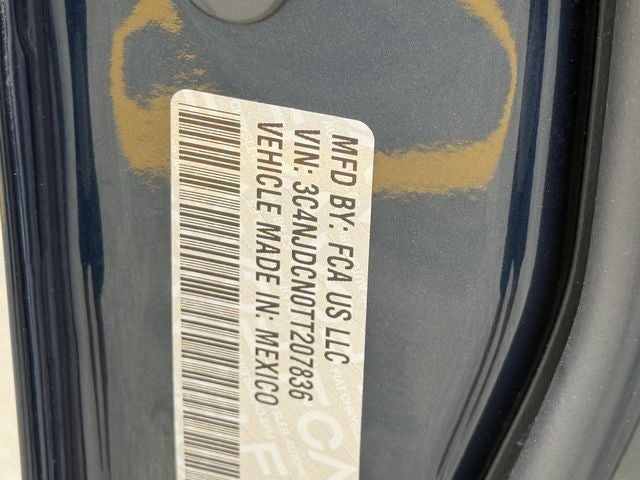 MFD BY: FCA US LLC
VIN: 3C4NJDCN0TT207836
VEHICLE MADE IN: MEXICO